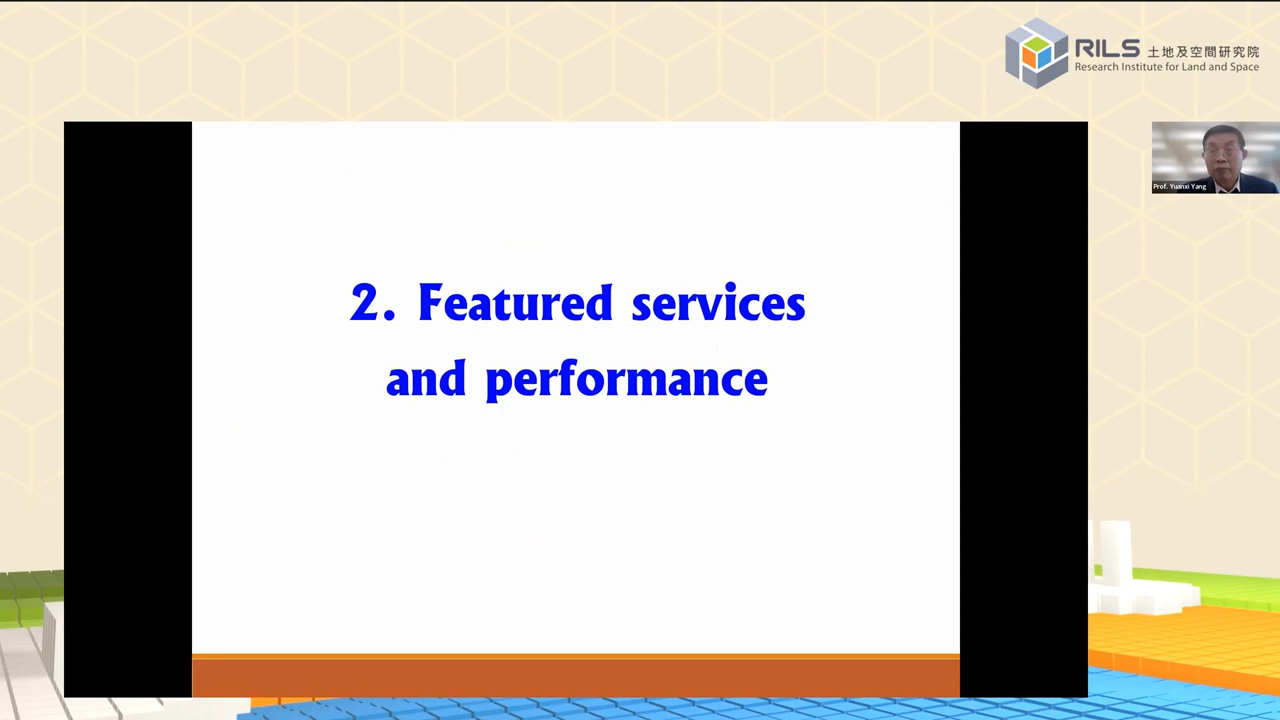 RILS 土地及空間研究院
Research Institute for Land and Space
2. Featured services
and performance
Prof. Yuanxi Yang